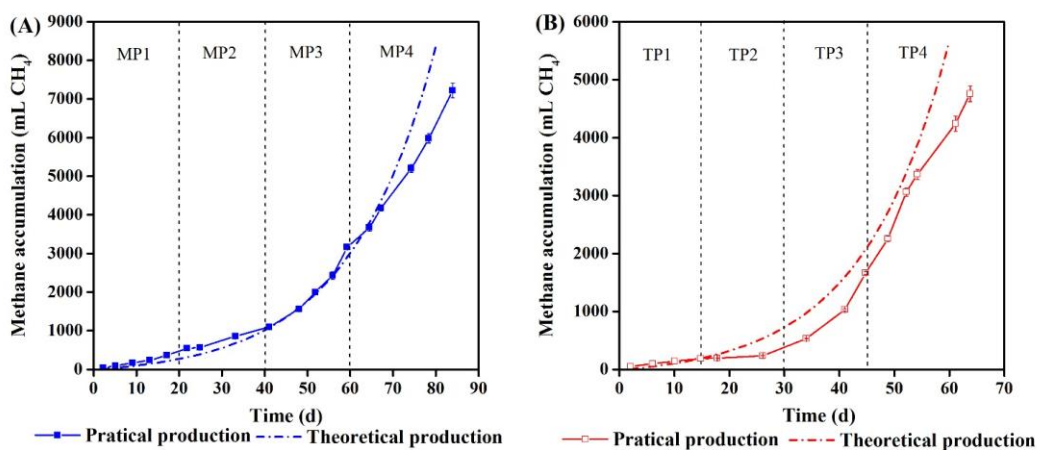 (A)
MP1 MP2 MP3 MP4
Methane accumulation (mL CH₄)
9000
8000
7000
6000
5000
4000
3000
2000
1000
0
0 10 20 30 40 50 60 70 80 90
Time (d)
Pratical production Theoretical production
(B)
TP1 TP2 TP3 TP4
Methane accumulation (mL CH₄)
6000
5000
4000
3000
2000
1000
0
0 10 20 30 40 50 60 70
Time (d)
Pratical production Theoretical production